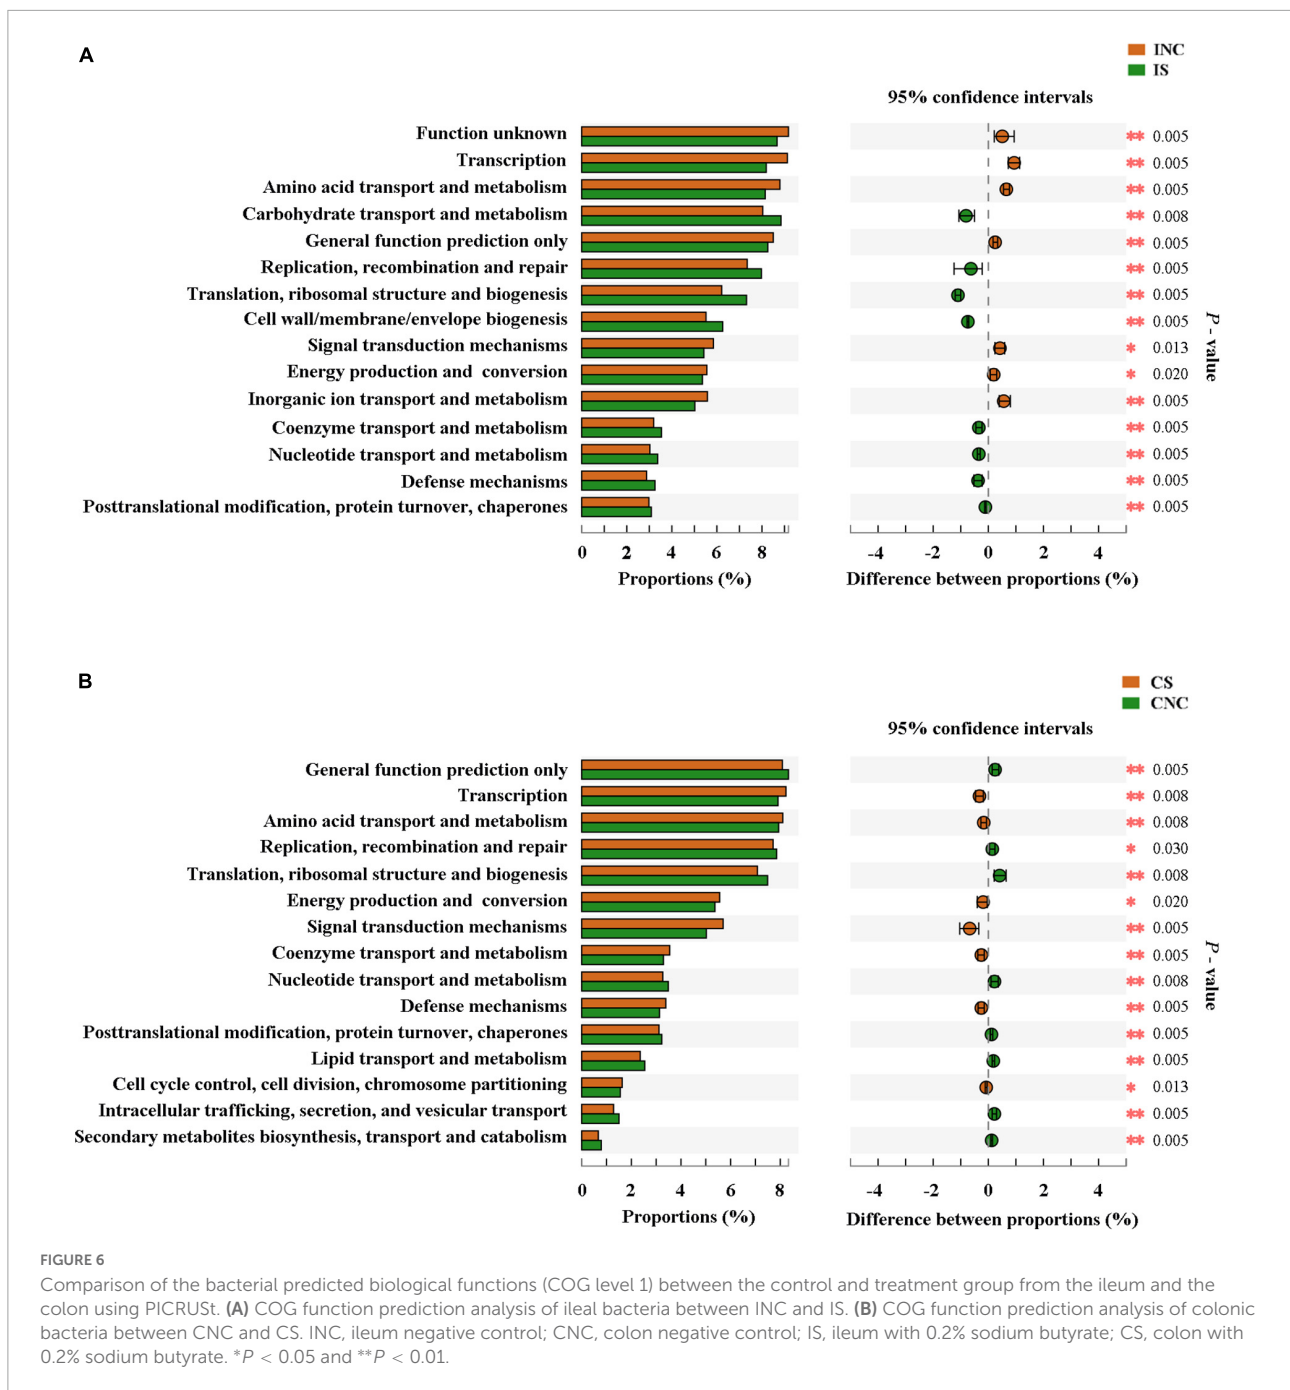 A
INC
IS
95% confidence intervals
Function unknown
** 0.005
Transcription
** 0.005
Amino acid transport and metabolism
** 0.005
Carbohydrate transport and metabolism
** 0.008
General function prediction only
** 0.005
Replication, recombination and repair
** 0.005
Translation, ribosomal structure and biogenesis
** 0.005
Cell wall/membrane/envelope biogenesis
** 0.005
Signal transduction mechanisms
* 0.013
Energy production and conversion
* 0.020
Inorganic ion transport and metabolism
** 0.005
Coenzyme transport and metabolism
** 0.005
Nucleotide transport and metabolism
** 0.005
Defense mechanisms
** 0.005
Posttranslational modification, protein turnover, chaperones
** 0.005
P - value
0 2 4 6 8
-4 -2 0 2 4
Proportions (%)
Difference between proportions (%)
B
CS
CNC
95% confidence intervals
General function prediction only
** 0.005
Transcription
** 0.008
Amino acid transport and metabolism
** 0.008
Replication, recombination and repair
* 0.030
Translation, ribosomal structure and biogenesis
** 0.008
Energy production and conversion
* 0.020
Signal transduction mechanisms
** 0.005
Coenzyme transport and metabolism
** 0.005
Nucleotide transport and metabolism
** 0.008
Defense mechanisms
** 0.005
Posttranslational modification, protein turnover, chaperones
** 0.005
Lipid transport and metabolism
** 0.005
Cell cycle control, cell division, chromosome partitioning
* 0.013
Intracellular trafficking, secretion, and vesicular transport
** 0.005
Secondary metabolites biosynthesis, transport and catabolism
** 0.005
P - value
0 2 4 6 8
-4 -2 0 2 4
Proportions (%)
Difference between proportions (%)
FIGURE 6
Comparison of the bacterial predicted biological functions (COG level 1) between the control and treatment group from the ileum and the
colon using PICRUSt. (A) COG function prediction analysis of ileal bacteria between INC and IS. (B) COG function prediction analysis of colonic
bacteria between CNC and CS. INC, ileum negative control; CNC, colon negative control; IS, ileum with 0.2% sodium butyrate; CS, colon with
0.2% sodium butyrate. *P < 0.05 and **P < 0.01.